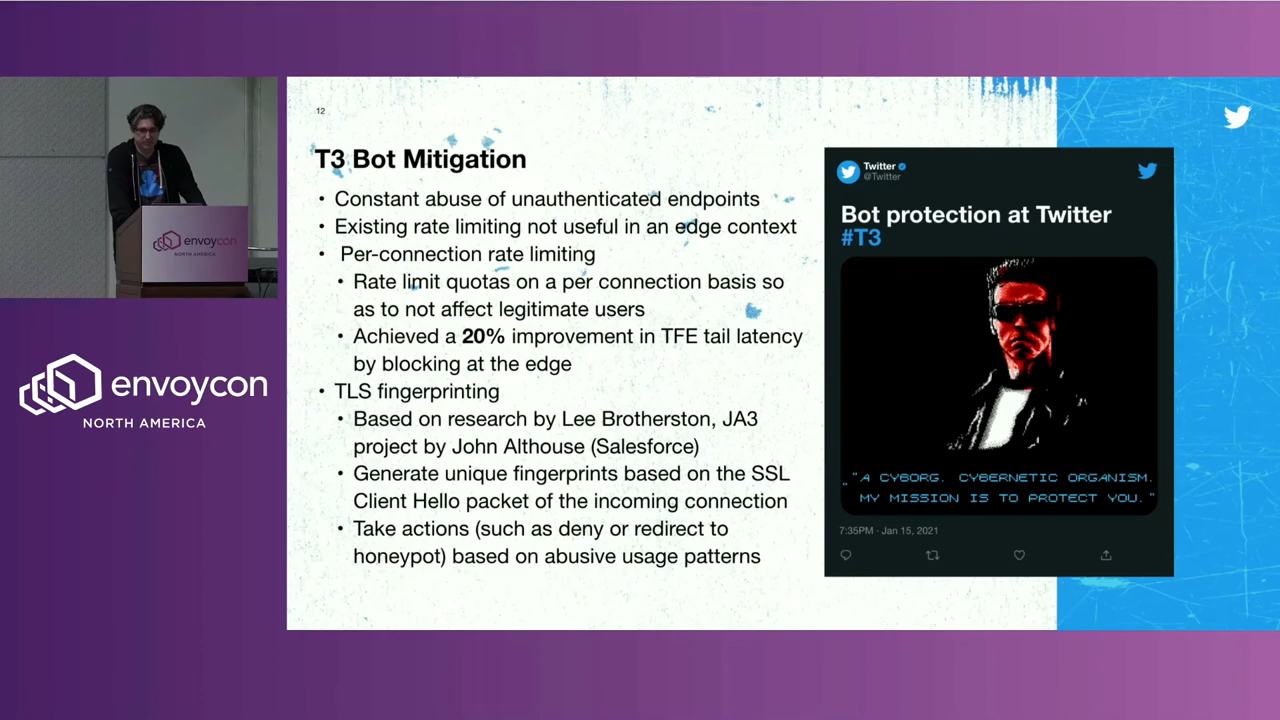 envoycon
NORTH AMERICA
envoycon
NORTH AMERICA
12
T3 Bot Mitigation
• Constant abuse of unauthenticated endpoints
• Existing rate limiting not useful in an edge context
• Per-connection rate limiting
• Rate limit quotas on a per connection basis so
as to not affect legitimate users
• Achieved a 20% improvement in TFE tail latency
by blocking at the edge
• TLS fingerprinting
• Based on research by Lee Brotherston, JA3
project by John Althouse (Salesforce)
• Generate unique fingerprints based on the SSL
Client Hello packet of the incoming connection
• Take actions (such as deny or redirect to
honeypot) based on abusive usage patterns
Twitter
@Twitter
Bot protection at Twitter
#T3
"A CYBORG. CYBERNETIC ORGANISM.
MY MISSION IS TO PROTECT YOU."
7:35PM · Jan 15, 2021